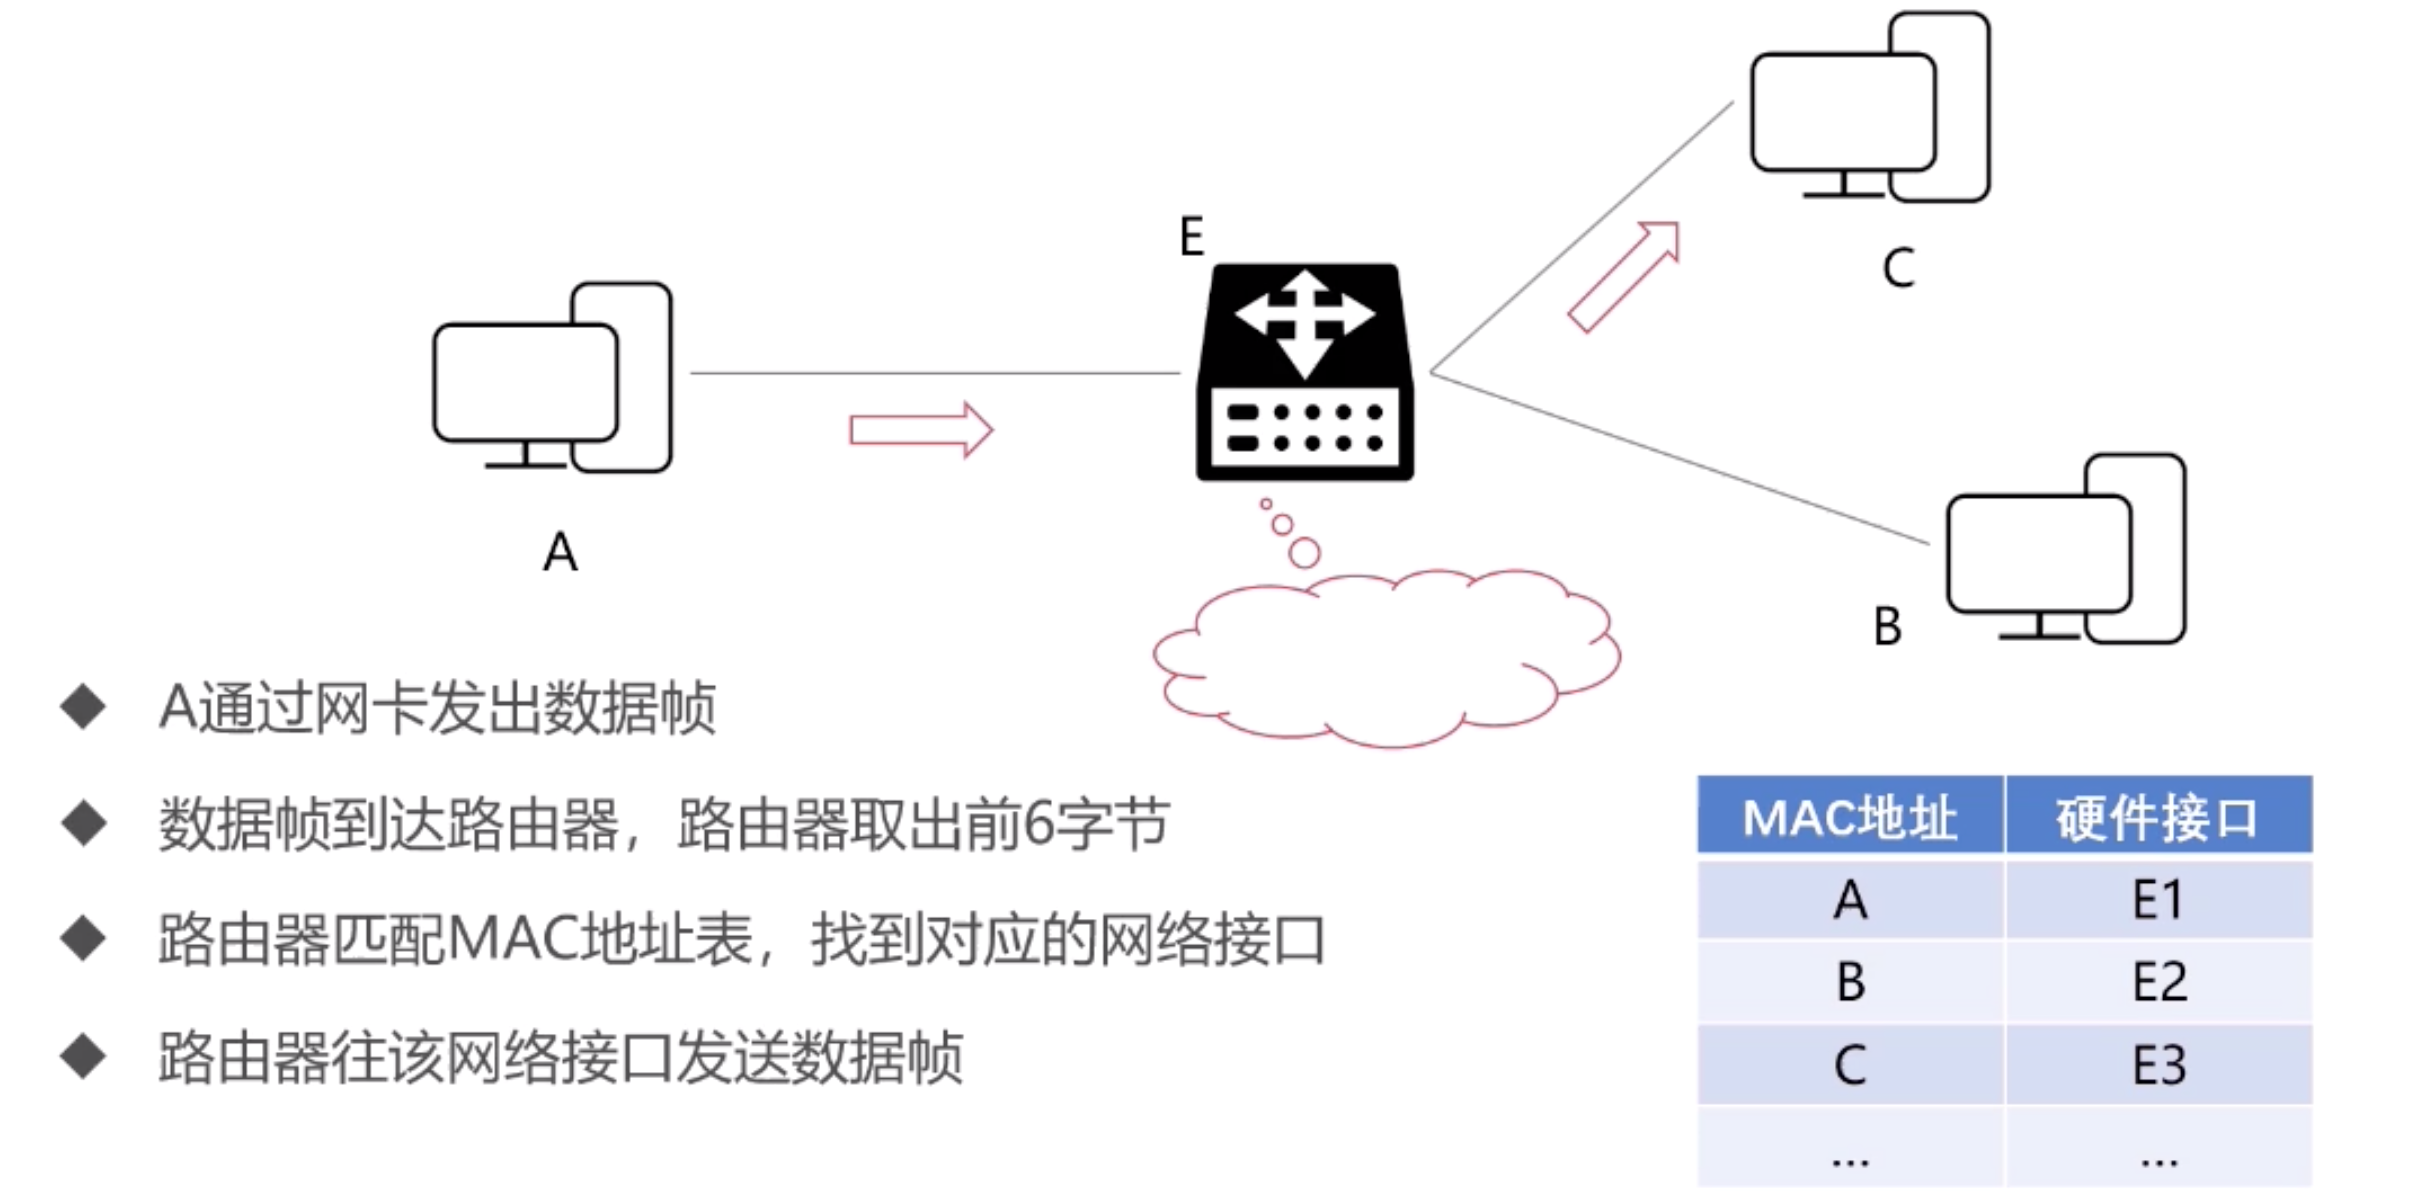 E
C
A
B
A通过网卡发出数据帧
数据帧到达路由器，路由器取出前6字节
路由器匹配MAC地址表，找到对应的网络接口
路由器往该网络接口发送数据帧
MAC地址 硬件接口
A E1
B E2
C E3
... ...